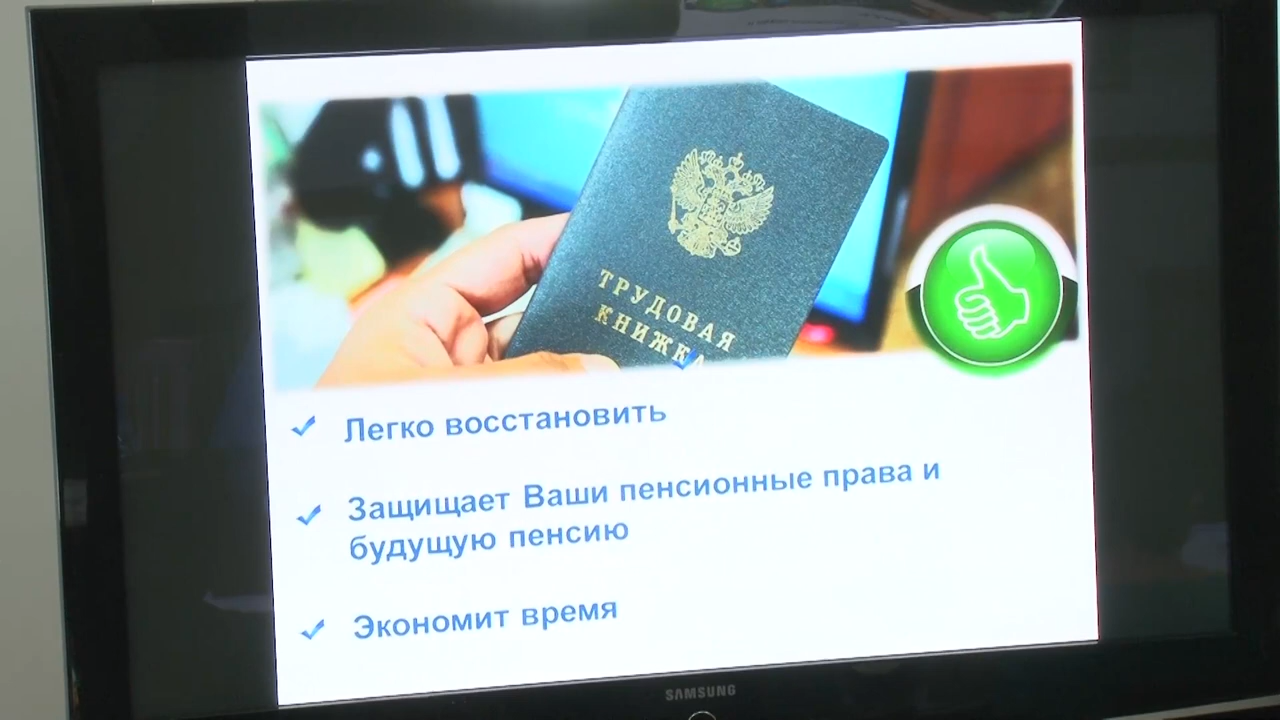 ТРУДОВАЯ
КНИЖКА
Легко восстановить
Защищает Ваши пенсионные права и
будущую пенсию
Экономит время
SAMSUNG